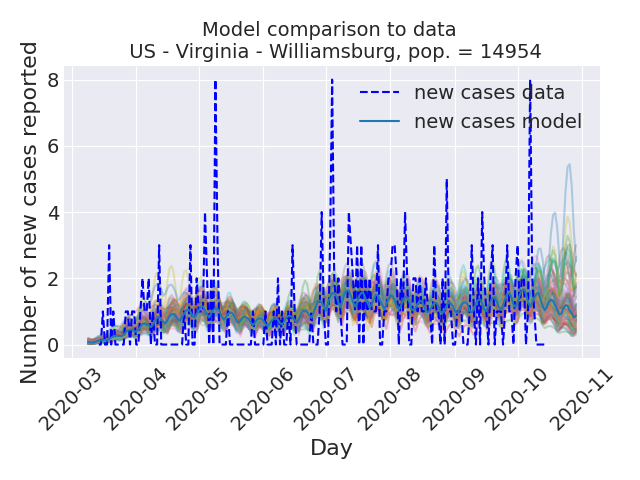 Model comparison to data
US - Virginia - Williamsburg, pop. = 14954
Number of new cases reported
8
6
4
2
0
new cases data
new cases model
2020-03
2020-04
2020-05
2020-06
2020-07
2020-08
2020-09
2020-10
2020-11
Day